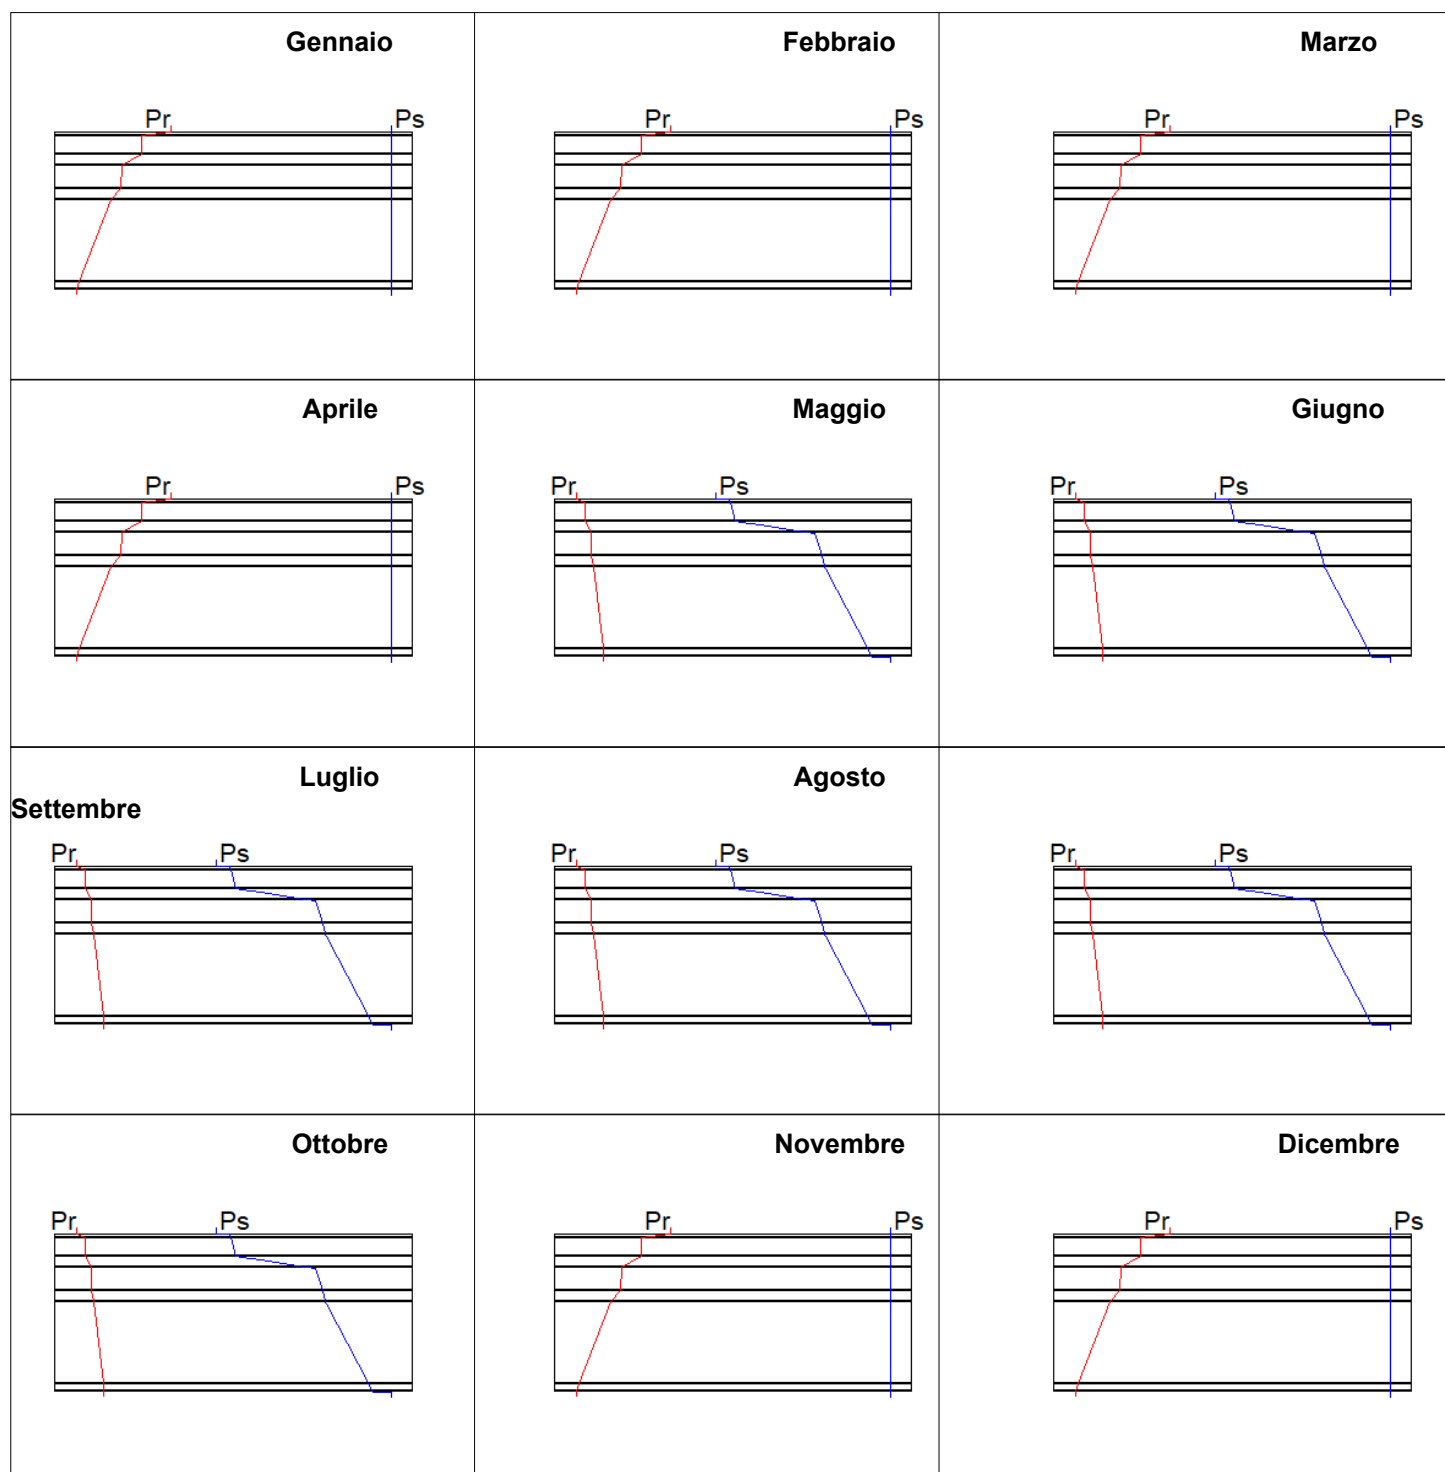 Gennaio Febbraio Marzo
Pr Ps Pr Ps Pr Ps
Aprile Maggio Giugno
Pr Ps Pr Ps Pr Ps
Luglio Agosto
Settembre
Pr Ps Pr Ps Pr Ps
Ottobre Novembre Dicembre
Pr Ps Pr Ps Pr Ps